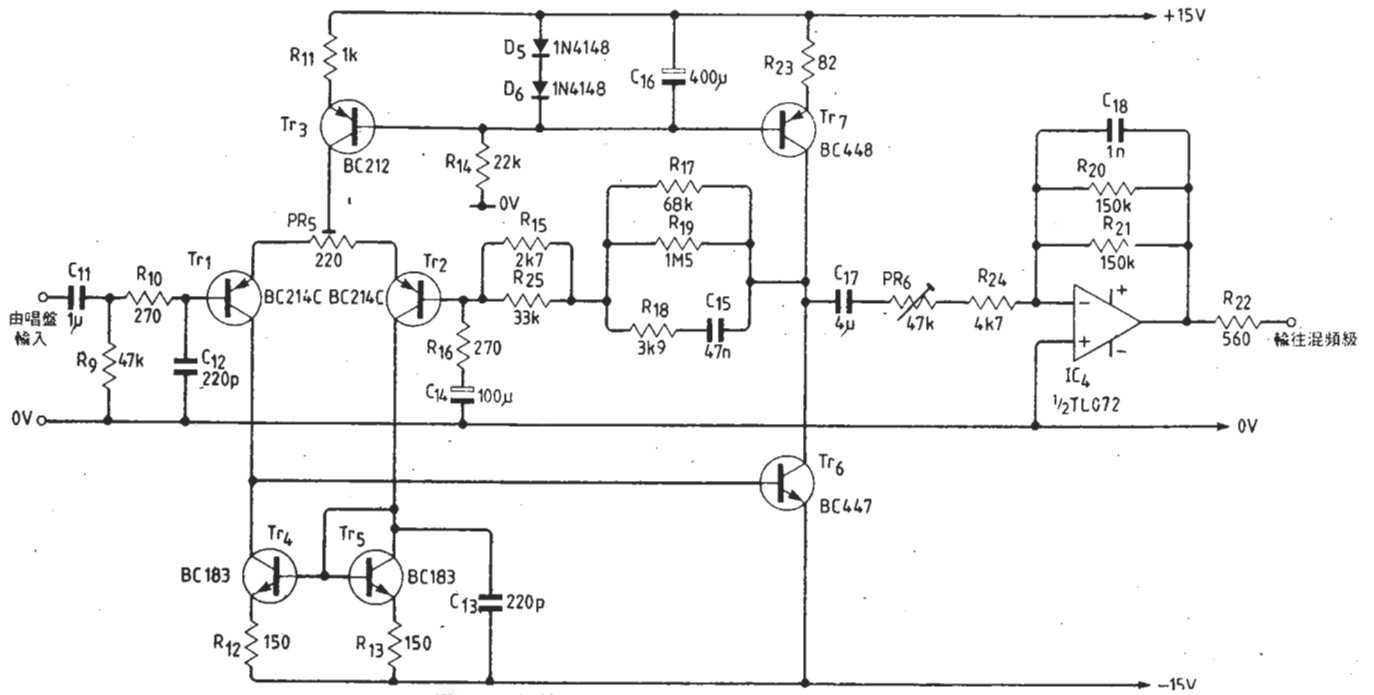 +15V
R11
1k
D5
1N4148
D6
1N4148
C16
400µ
R23
82
Tr3
BC212
R14
22k
0V
Tr7
BC448
C18
1n
R20
150k
R21
150k
R17
68k
R19
1M5
R18
3k9
C15
47n
R15
2k7
R25
33k
PR5
220
Tr1
BC214C
Tr2
BC214C
C11
1µ
R10
270
由唱盤
輸入
R9
47k
C12
220p
R16
270
C14
100µ
C17
4µ
PR6
47k
R24
4k7
−
+
+
−
IC4
½TL072
R22
560
輸往混頻級
0V
0V
Tr6
BC447
Tr4
BC183
Tr5
BC183
C13
220p
R12
150
R13
150
−15V